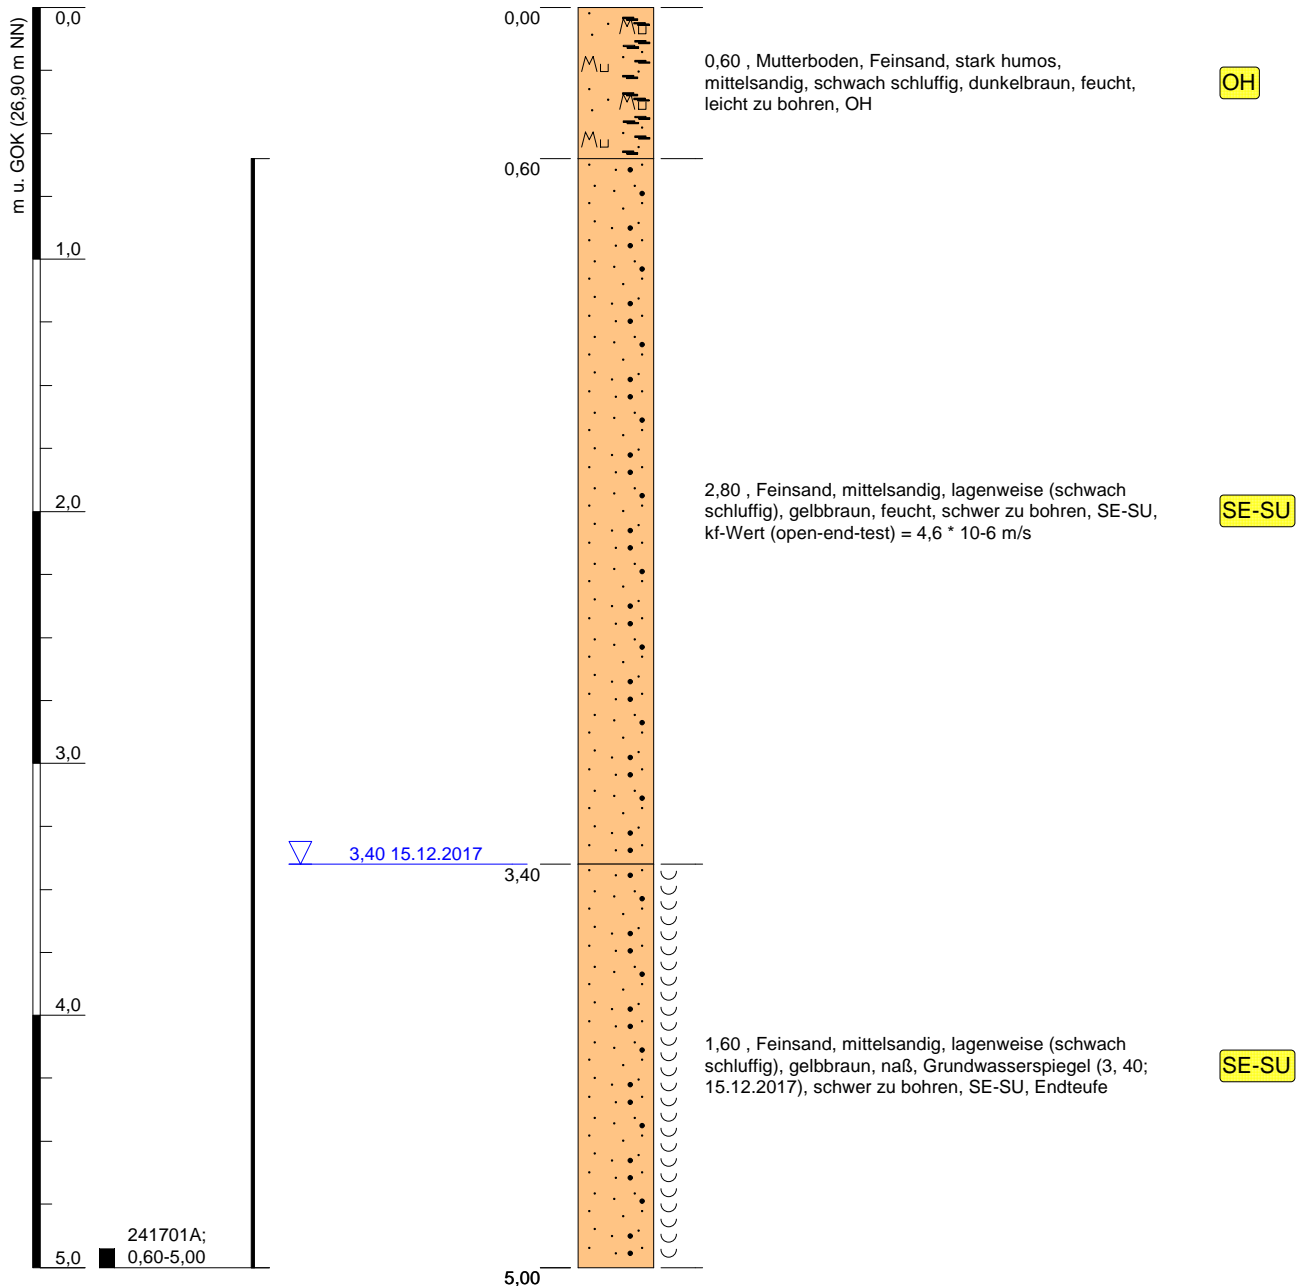 m u. GOK (26,90 m NN)
0,0
1,0
2,0
3,0
4,0
5,0
241701A;
0,60-5,00
3,40 15.12.2017
0,00
0,60
3,40
5,00
Mu
Mu
Mu
Mu
0,60 , Mutterboden, Feinsand, stark humos,
mittelsandig, schwach schluffig, dunkelbraun, feucht,
leicht zu bohren, OH
OH
2,80 , Feinsand, mittelsandig, lagenweise (schwach
schluffig), gelbbraun, feucht, schwer zu bohren, SE-SU,
kf-Wert (open-end-test) = 4,6 * 10-6 m/s
SE-SU
1,60 , Feinsand, mittelsandig, lagenweise (schwach
schluffig), gelbbraun, naß, Grundwasserspiegel (3, 40;
15.12.2017), schwer zu bohren, SE-SU, Endteufe
SE-SU